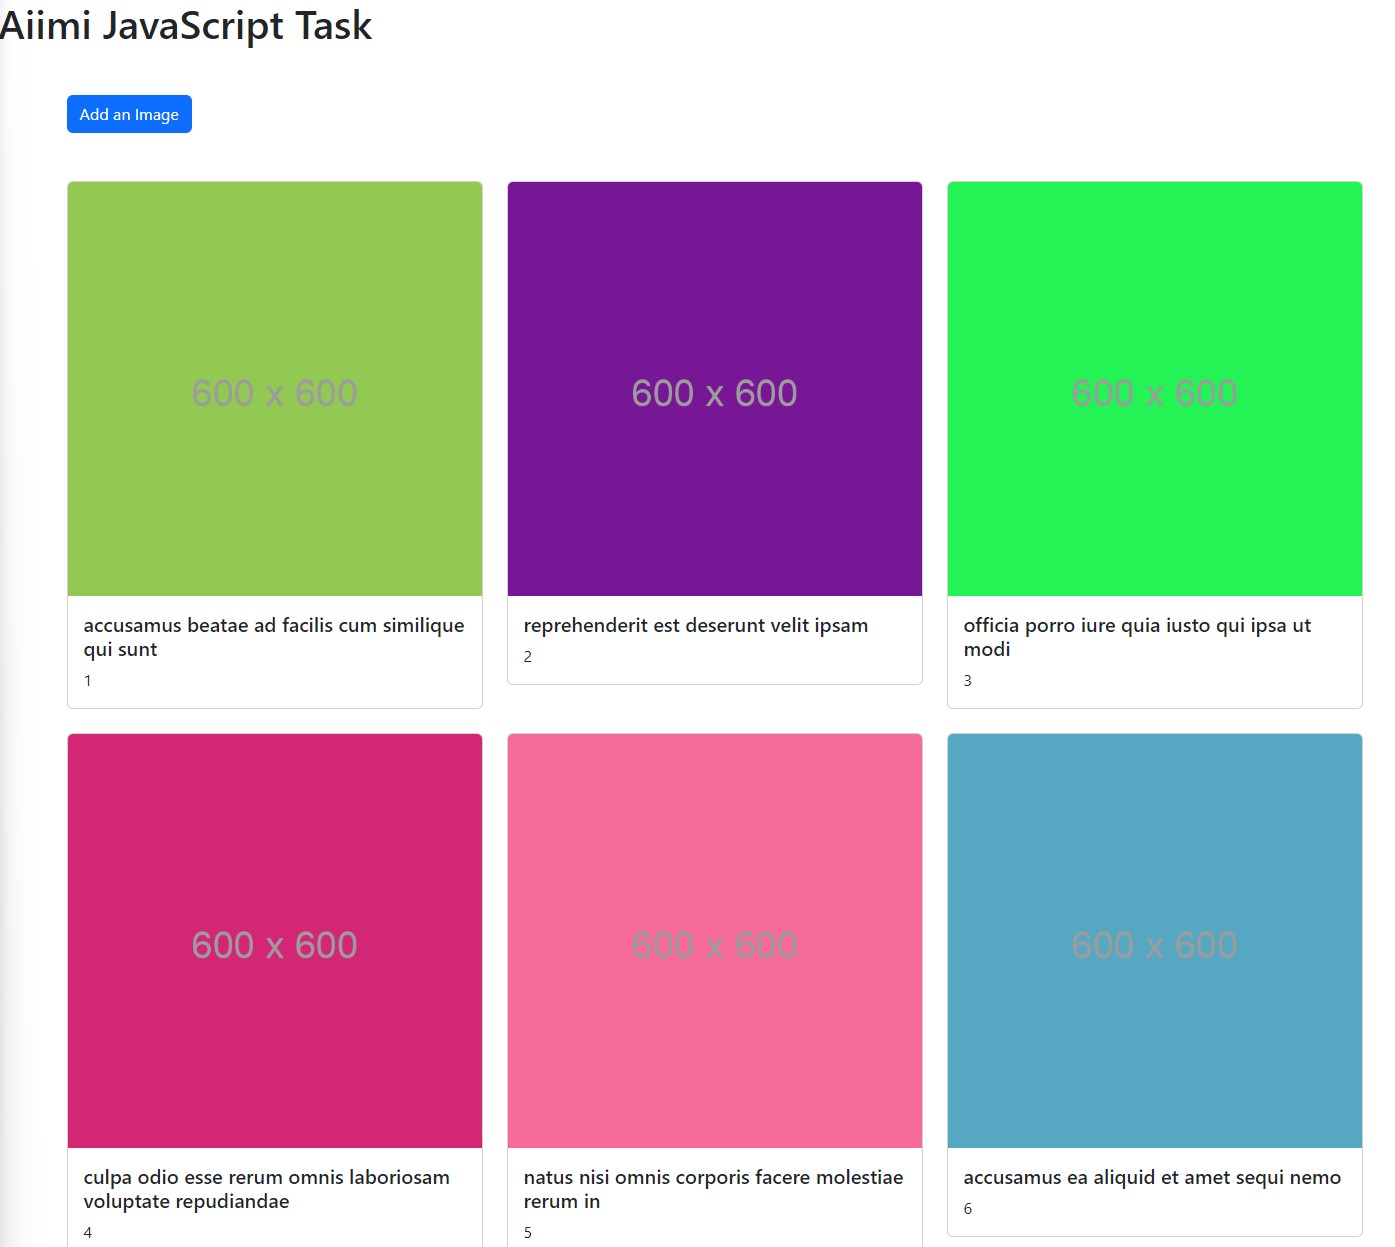 Aiimi JavaScript Task
Add an Image
600 x 600
600 x 600
600 x 600
accusamus beatae ad facilis cum similique
qui sunt
1
reprehenderit est deserunt velit ipsam
2
officia porro iure quia iusto qui ipsa ut
modi
3
600 x 600
600 x 600
600 x 600
culpa odio esse rerum omnis laboriosam
voluptate repudiandae
4
natus nisi omnis corporis facere molestiae
rerum in
5
accusamus ea aliquid et amet sequi nemo
6